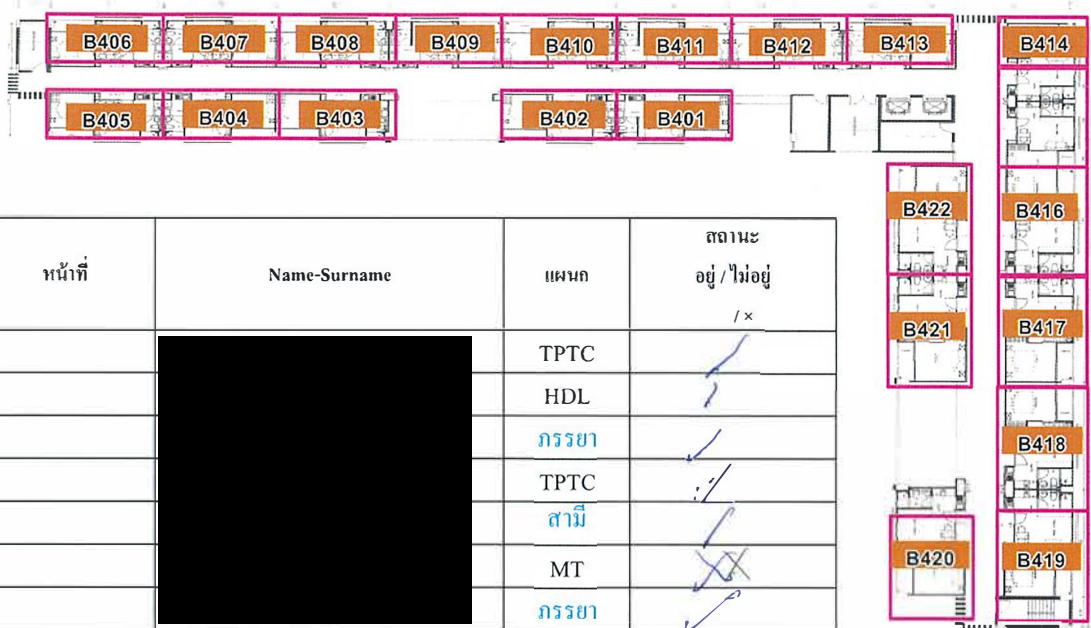 B406 B407 B408 B409 B410 B411 B412 B413 B414
B405 B404 B403 B402 B401
B422 B416
B421 B417
B418
B420 B419
หน้าที่ Name-Surname แผนก สถานะ
อยู่ / ไม่อยู่
/ ×
TPTC /
HDL /
ภรรยา /
TPTC /
สามี /
MT ×
ภรรยา /